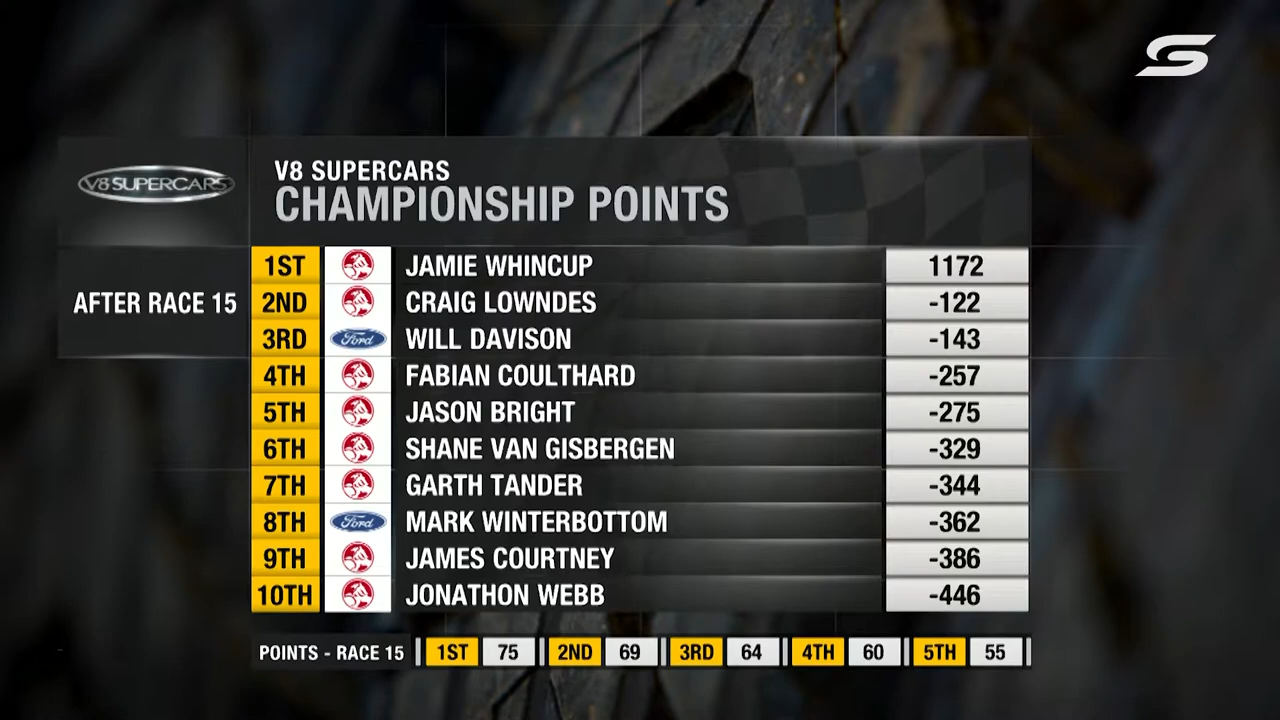 V8 SUPERCARS
V8 SUPERCARS
CHAMPIONSHIP POINTS
AFTER RACE 15
1ST JAMIE WHINCUP 1172
2ND CRAIG LOWNDES -122
3RD Ford WILL DAVISON -143
4TH FABIAN COULTHARD -257
5TH JASON BRIGHT -275
6TH SHANE VAN GISBERGEN -329
7TH GARTH TANDER -344
8TH Ford MARK WINTERBOTTOM -362
9TH JAMES COURTNEY -386
10TH JONATHON WEBB -446
POINTS - RACE 15 1ST 75 2ND 69 3RD 64 4TH 60 5TH 55